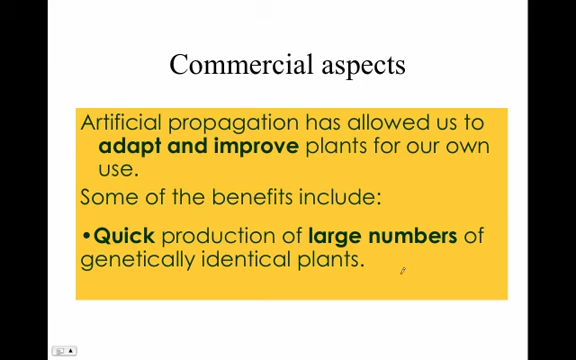 Commercial aspects
Artificial propagation has allowed us to
adapt and improve plants for our own
use.
Some of the benefits include:
•Quick production of large numbers of
genetically identical plants.